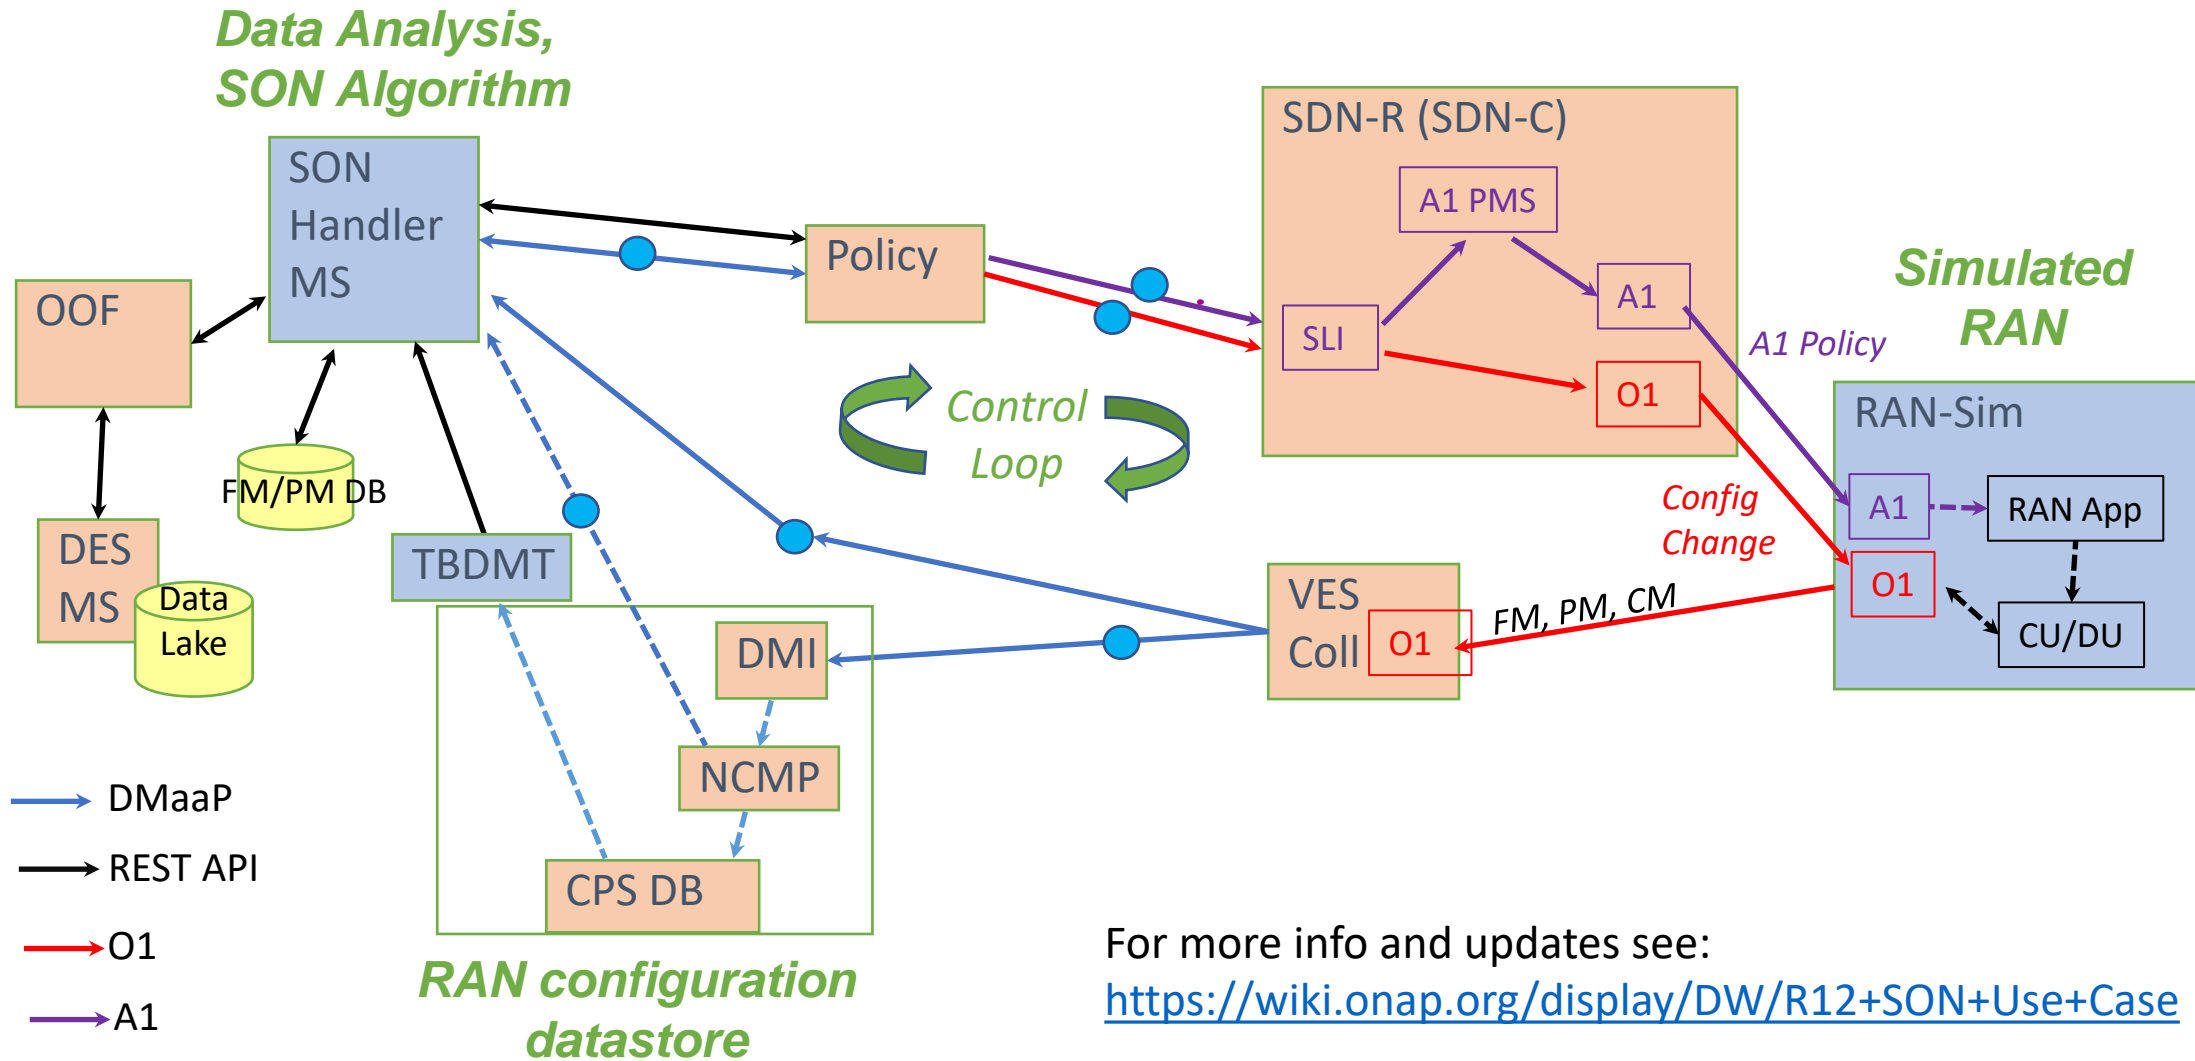 Data Analysis,
SON Algorithm
SON
Handler
MS
OOF
DES
MS
Data
Lake
FM/PM DB
TBDMT
Policy
Control
Loop
SDN-R (SDN-C)
A1 PMS
SLI
A1
O1
A1 Policy
Config
Change
Simulated
RAN
RAN-Sim
A1
RAN App
O1
CU/DU
FM, PM, CM
VES
Coll
O1
DMI
NCMP
CPS DB
RAN configuration
datastore
DMaaP
REST API
O1
A1
For more info and updates see:
https://wiki.onap.org/display/DW/R12+SON+Use+Case